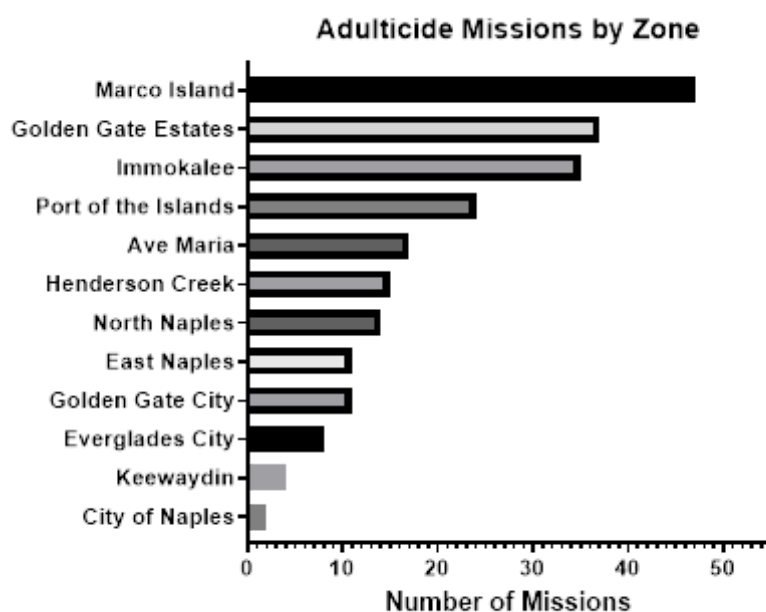 Adulticide Missions by Zone
Marco Island
Golden Gate Estates
Immokalee
Port of the Islands
Ave Maria
Henderson Creek
North Naples
East Naples
Golden Gate City
Everglades City
Keewaydin
City of Naples
0 10 20 30 40 50
Number of Missions